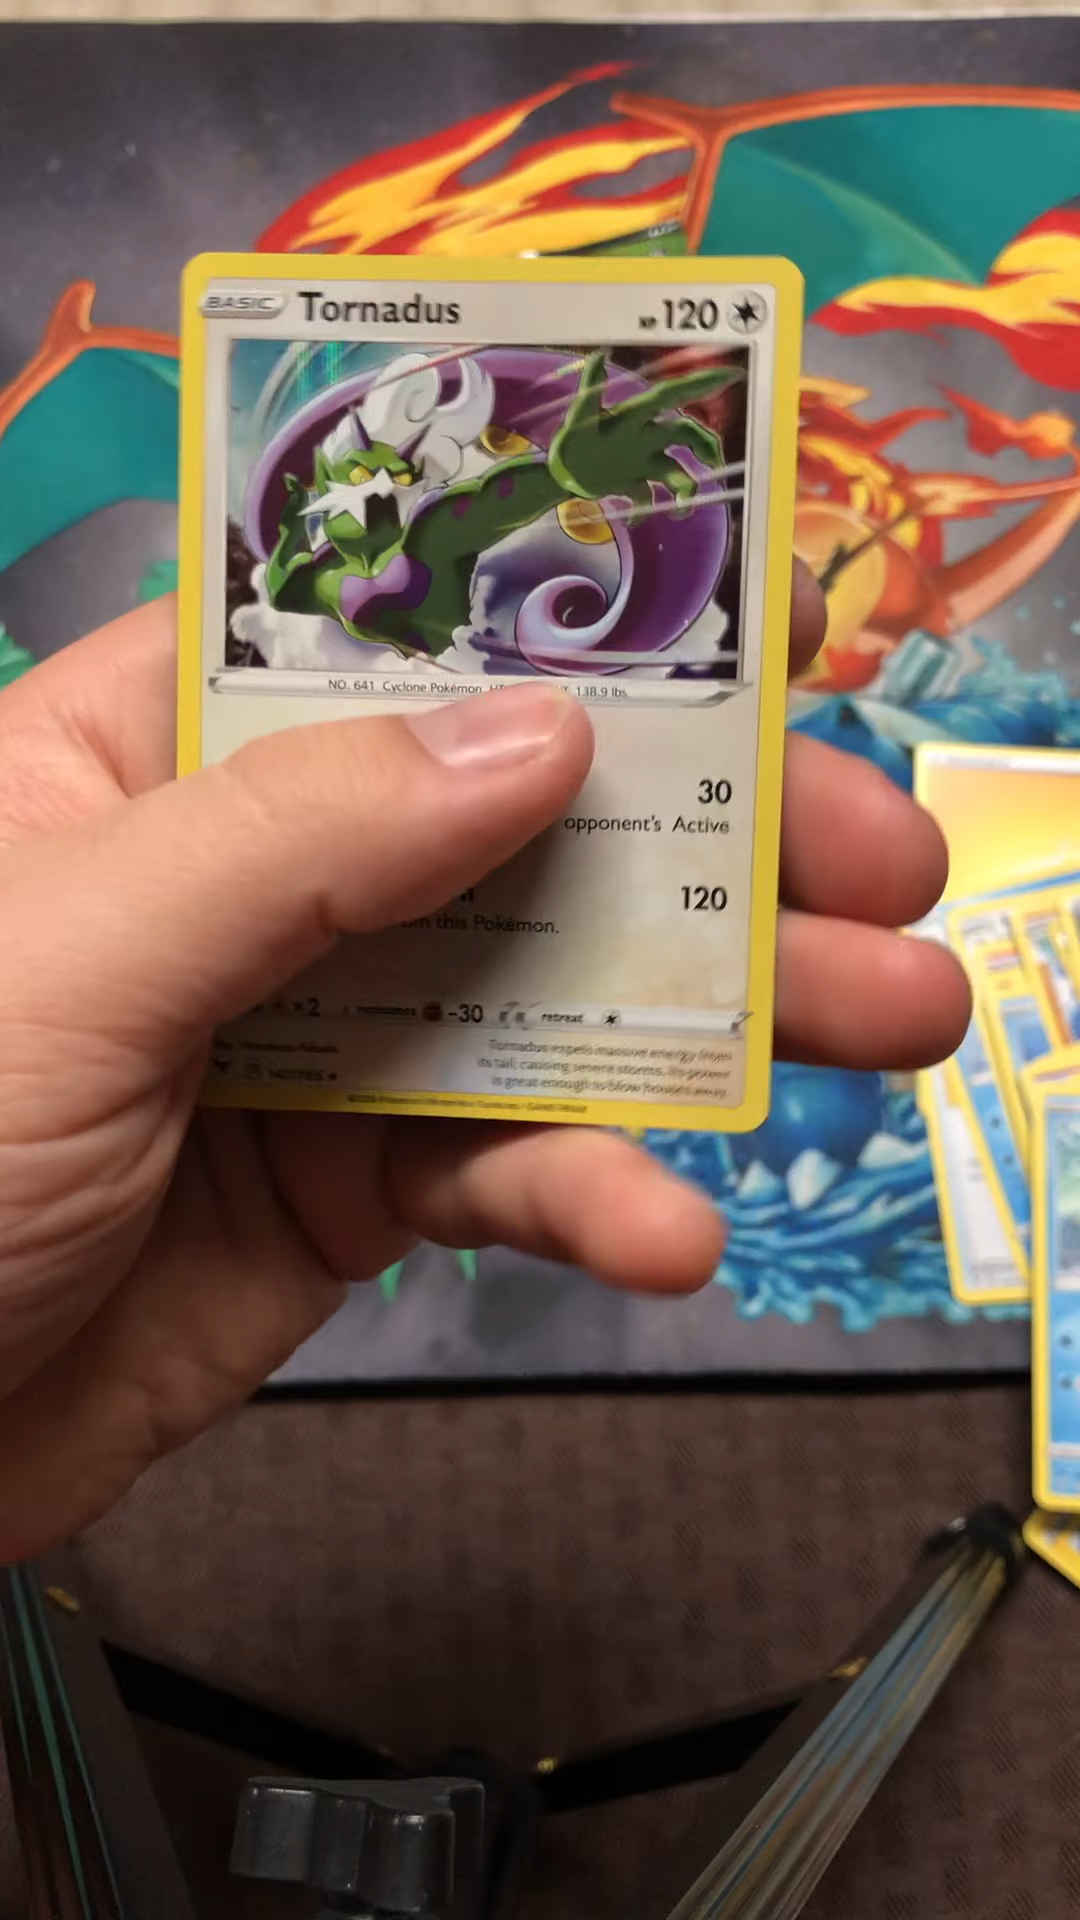 BASIC Tornadus HP 120
NO. 641 Cyclone Pokémon 138.9 lbs
30
opponent's Active
120
this Pokémon.
×2 resistance -30 retreat
Tornadus expels massive energy from
its tail, causing severe storms. Its power
is great enough to blow houses away.